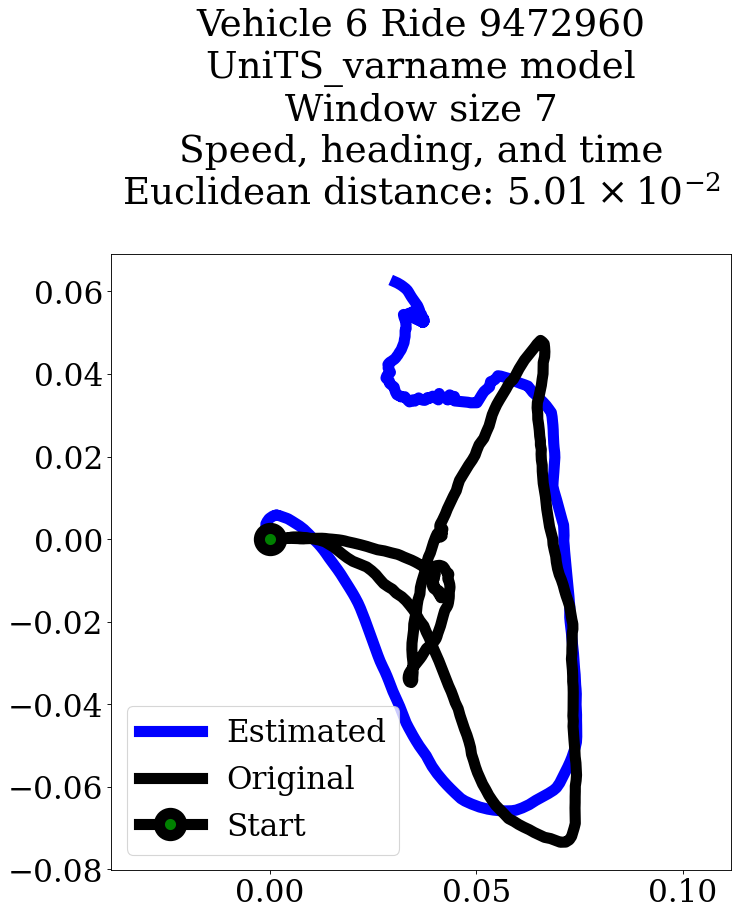 Vehicle 6 Ride 9472960
UniTS_varname model
Window size 7
Speed, heading, and time
Euclidean distance: 5.01 × 10⁻²
0.06
0.04
0.02
0.00
−0.02
−0.04
−0.06
−0.08
Estimated
Original
Start
0.00 0.05 0.10